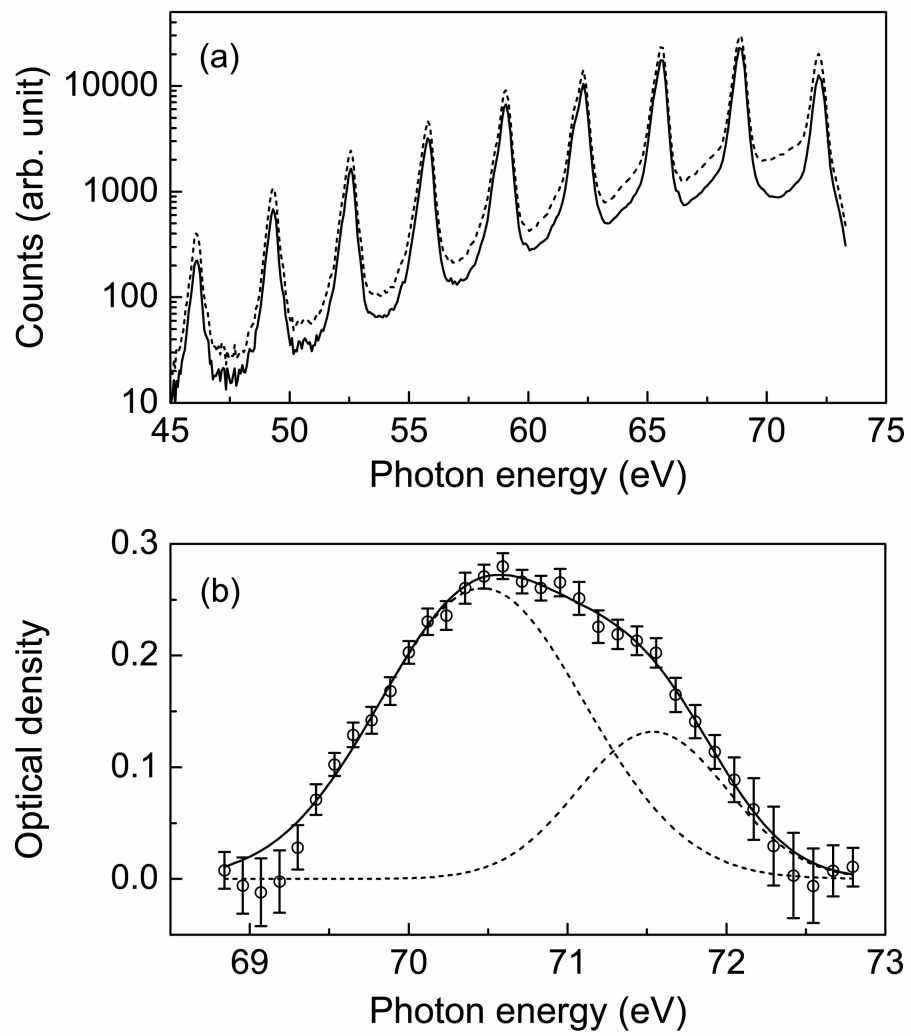 (a)
Counts (arb. unit)
10000
1000
100
10
45 50 55 60 65 70 75
Photon energy (eV)
(b)
Optical density
0.3
0.2
0.1
0.0
69 70 71 72 73
Photon energy (eV)